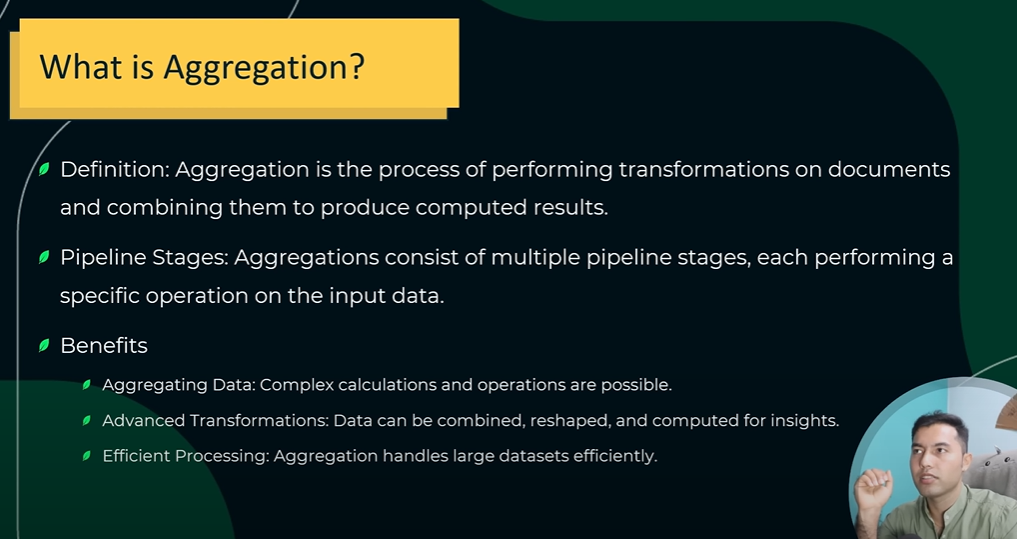 What is Aggregation?
Definition: Aggregation is the process of performing transformations on documents
and combining them to produce computed results.
Pipeline Stages: Aggregations consist of multiple pipeline stages, each performing a
specific operation on the input data.
Benefits
Aggregating Data: Complex calculations and operations are possible.
Advanced Transformations: Data can be combined, reshaped, and computed for insights.
Efficient Processing: Aggregation handles large datasets efficiently.